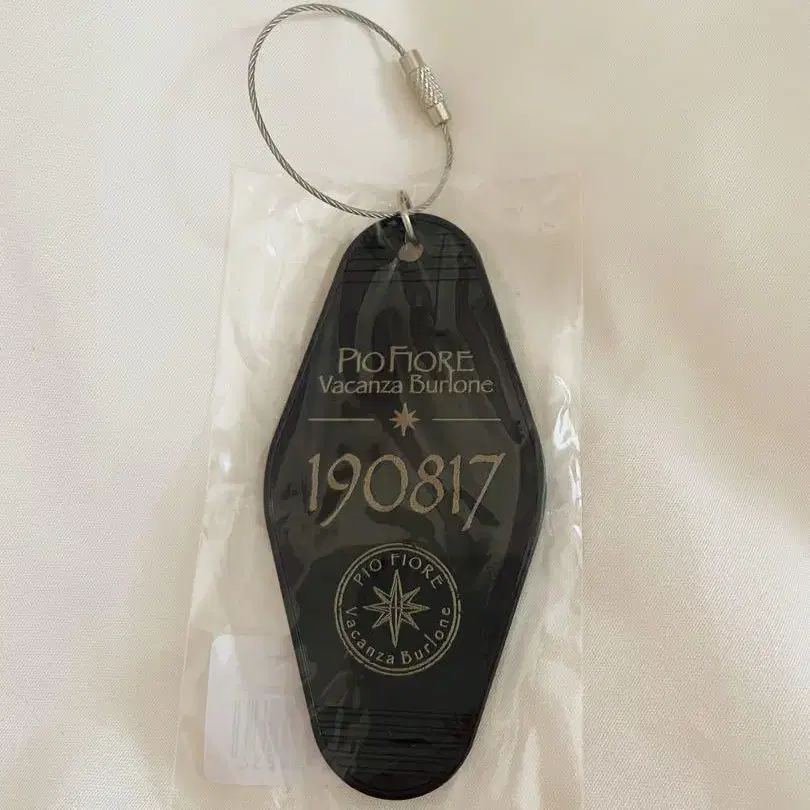 PIO FIORE
Vacanza Burlone
190817
PIO FIORE
Vacanza Burlone